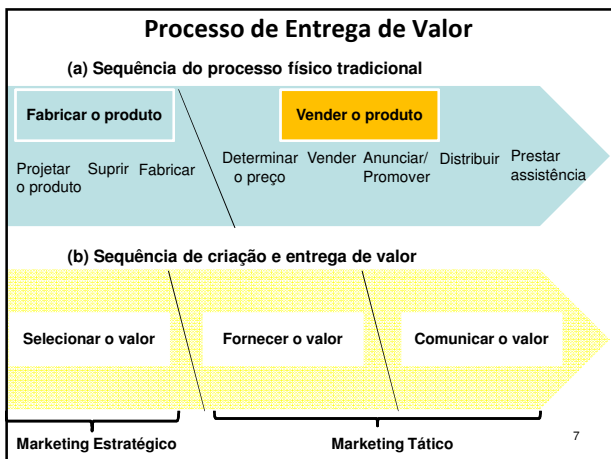 Processo de Entrega de Valor
(a) Sequência do processo físico tradicional
Fabricar o produto
Vender o produto
Projetar o produto
Suprir
Fabricar
Determinar o preço
Vender
Anunciar/ Promover
Distribuir
Prestar assistência
(b) Sequência de criação e entrega de valor
Selecionar o valor
Fornecer o valor
Comunicar o valor
Marketing Estratégico
Marketing Tático
7